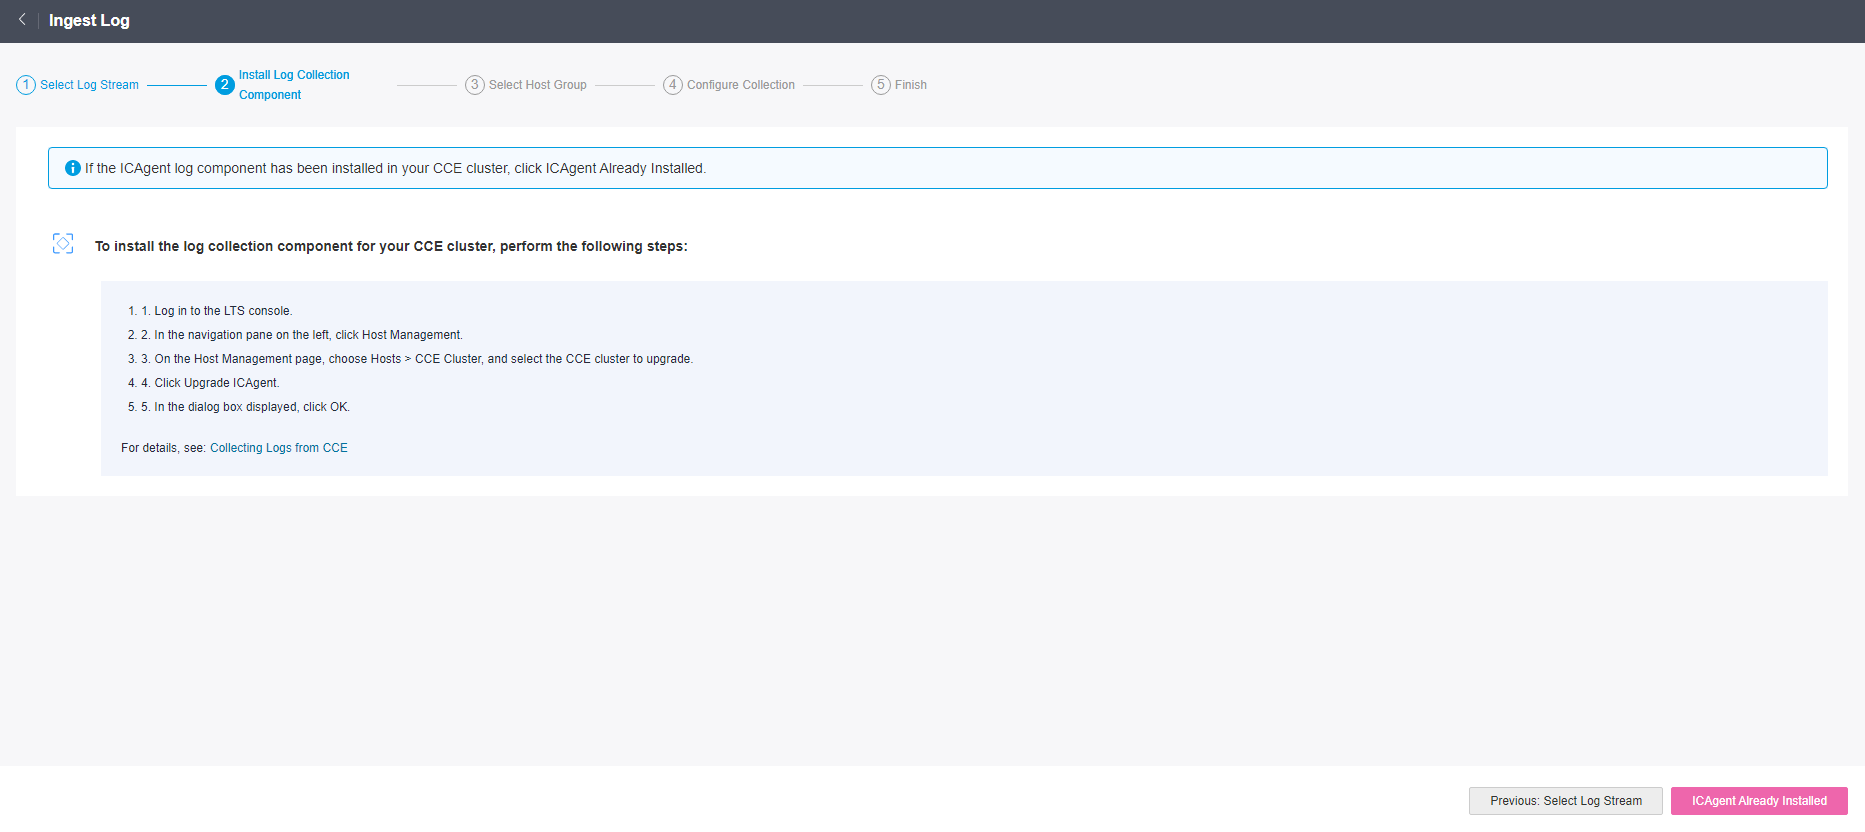 Ingest Log
1 Select Log Stream
2 Install Log Collection
Component
3 Select Host Group
4 Configure Collection
5 Finish
If the ICAgent log component has been installed in your CCE cluster, click ICAgent Already Installed.
To install the log collection component for your CCE cluster, perform the following steps:
1. 1. Log in to the LTS console.
2. 2. In the navigation pane on the left, click Host Management.
3. 3. On the Host Management page, choose Hosts > CCE Cluster, and select the CCE cluster to upgrade.
4. 4. Click Upgrade ICAgent.
5. 5. In the dialog box displayed, click OK.
For details, see: Collecting Logs from CCE
Previous: Select Log Stream
ICAgent Already Installed